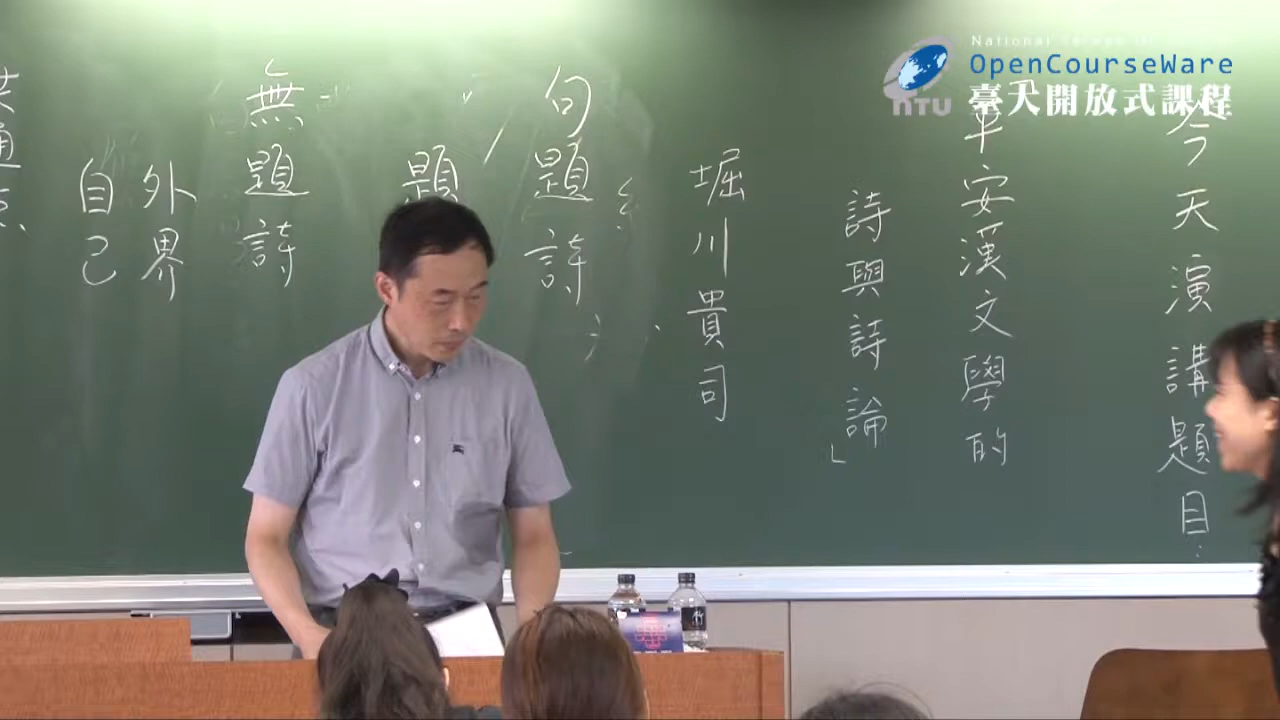 OpenCourseWare
NTU 臺大開放式課程
今天演講題目:
平安漢文學的
詩與詩論」
堀川貴司
句題詩
題
無題詩
外界
自己